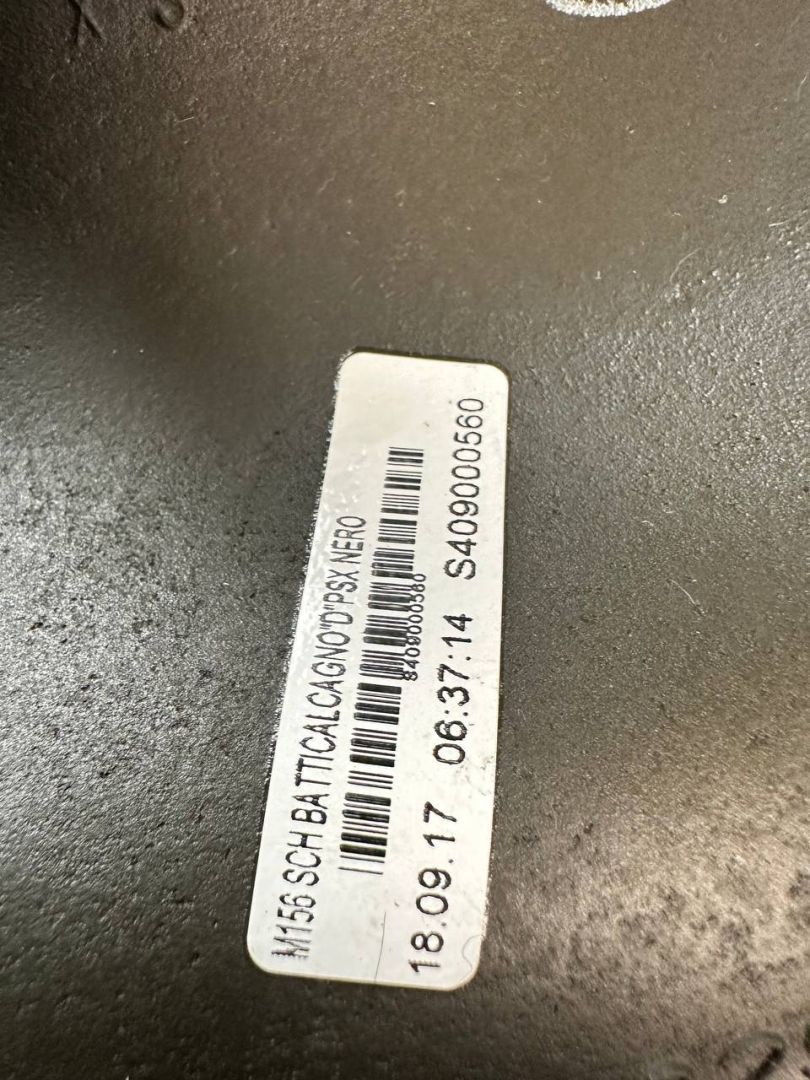 M156 SCH BATTICALCAGNO"D"PSX NERO
8409000560
18.09.17 06:37:14 S409000560